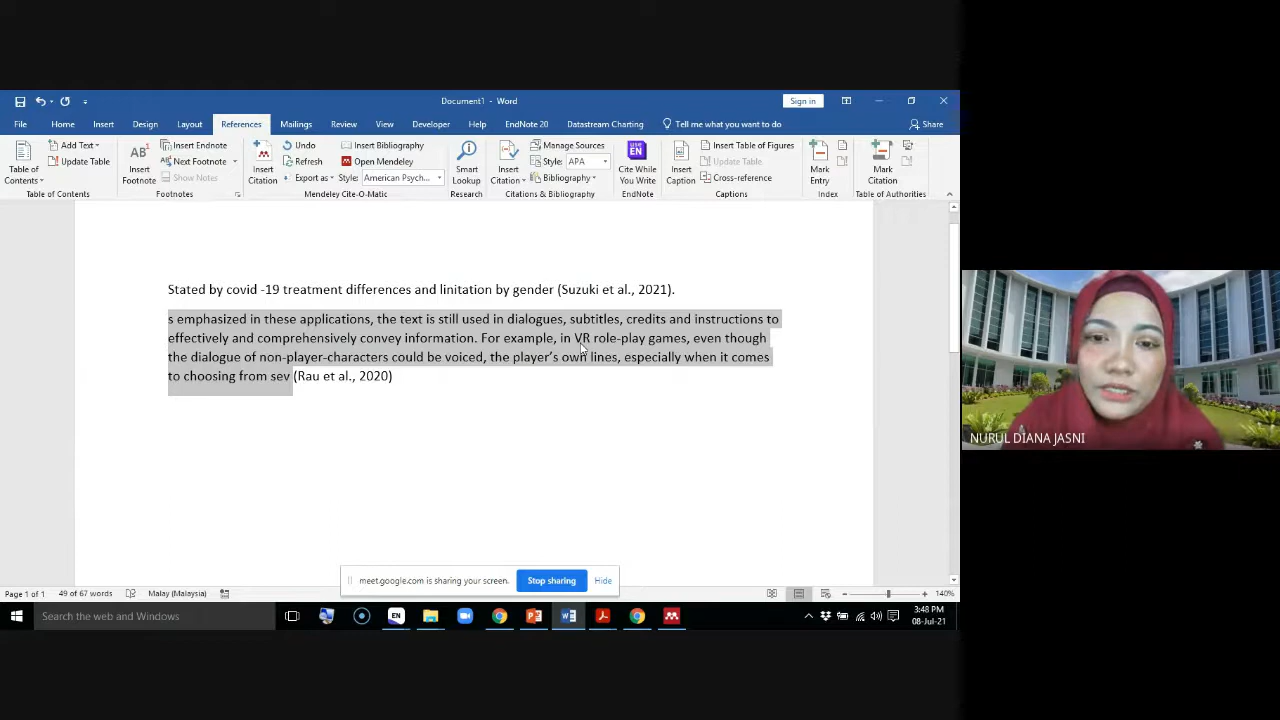 Document1 - Word
Sign in
File Home Insert Design Layout References Mailings Review View Developer Help EndNote 20 Datastream Charting Tell me what you want to do Share
Table of Contents
Add Text
Update Table
Table of Contents
AB1 Insert Footnote
Insert Endnote
Next Footnote
Show Notes
Footnotes
Insert Citation
Undo
Refresh
Export as
Insert Bibliography
Open Mendeley
Style: American Psych...
Mendeley Cite-O-Matic
Smart Lookup
Research
Insert Citation
Manage Sources
Style: APA
Bibliography
Citations & Bibliography
EN
Cite While You Write
EndNote
Insert Caption
Insert Table of Figures
Update Table
Cross-reference
Captions
Mark Entry
Index
Mark Citation
Table of Authorities
Stated by covid -19 treatment differences and linitation by gender (Suzuki et al., 2021).
s emphasized in these applications, the text is still used in dialogues, subtitles, credits and instructions to
effectively and comprehensively convey information. For example, in VR role-play games, even though
the dialogue of non-player-characters could be voiced, the player's own lines, especially when it comes
to choosing from sev (Rau et al., 2020)
NURUL DIANA JASNI
meet.google.com is sharing your screen. Stop sharing Hide
Page 1 of 1 49 of 67 words Malay (Malaysia) 140%
Search the web and Windows
EN
3:48 PM
08-Jul-21